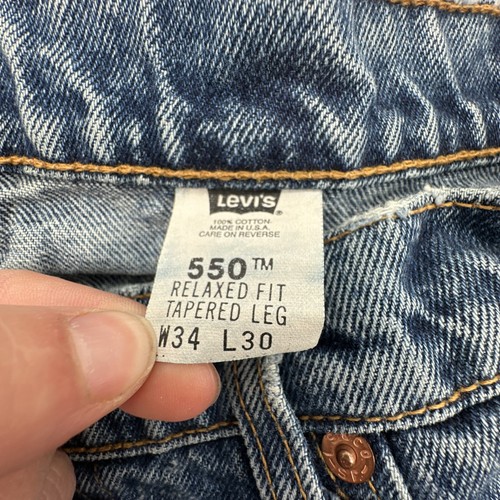 Levi's®
100% COTTON
MADE IN U.S.A.
CARE ON REVERSE
550™
RELAXED FIT
TAPERED LEG
W34 L30